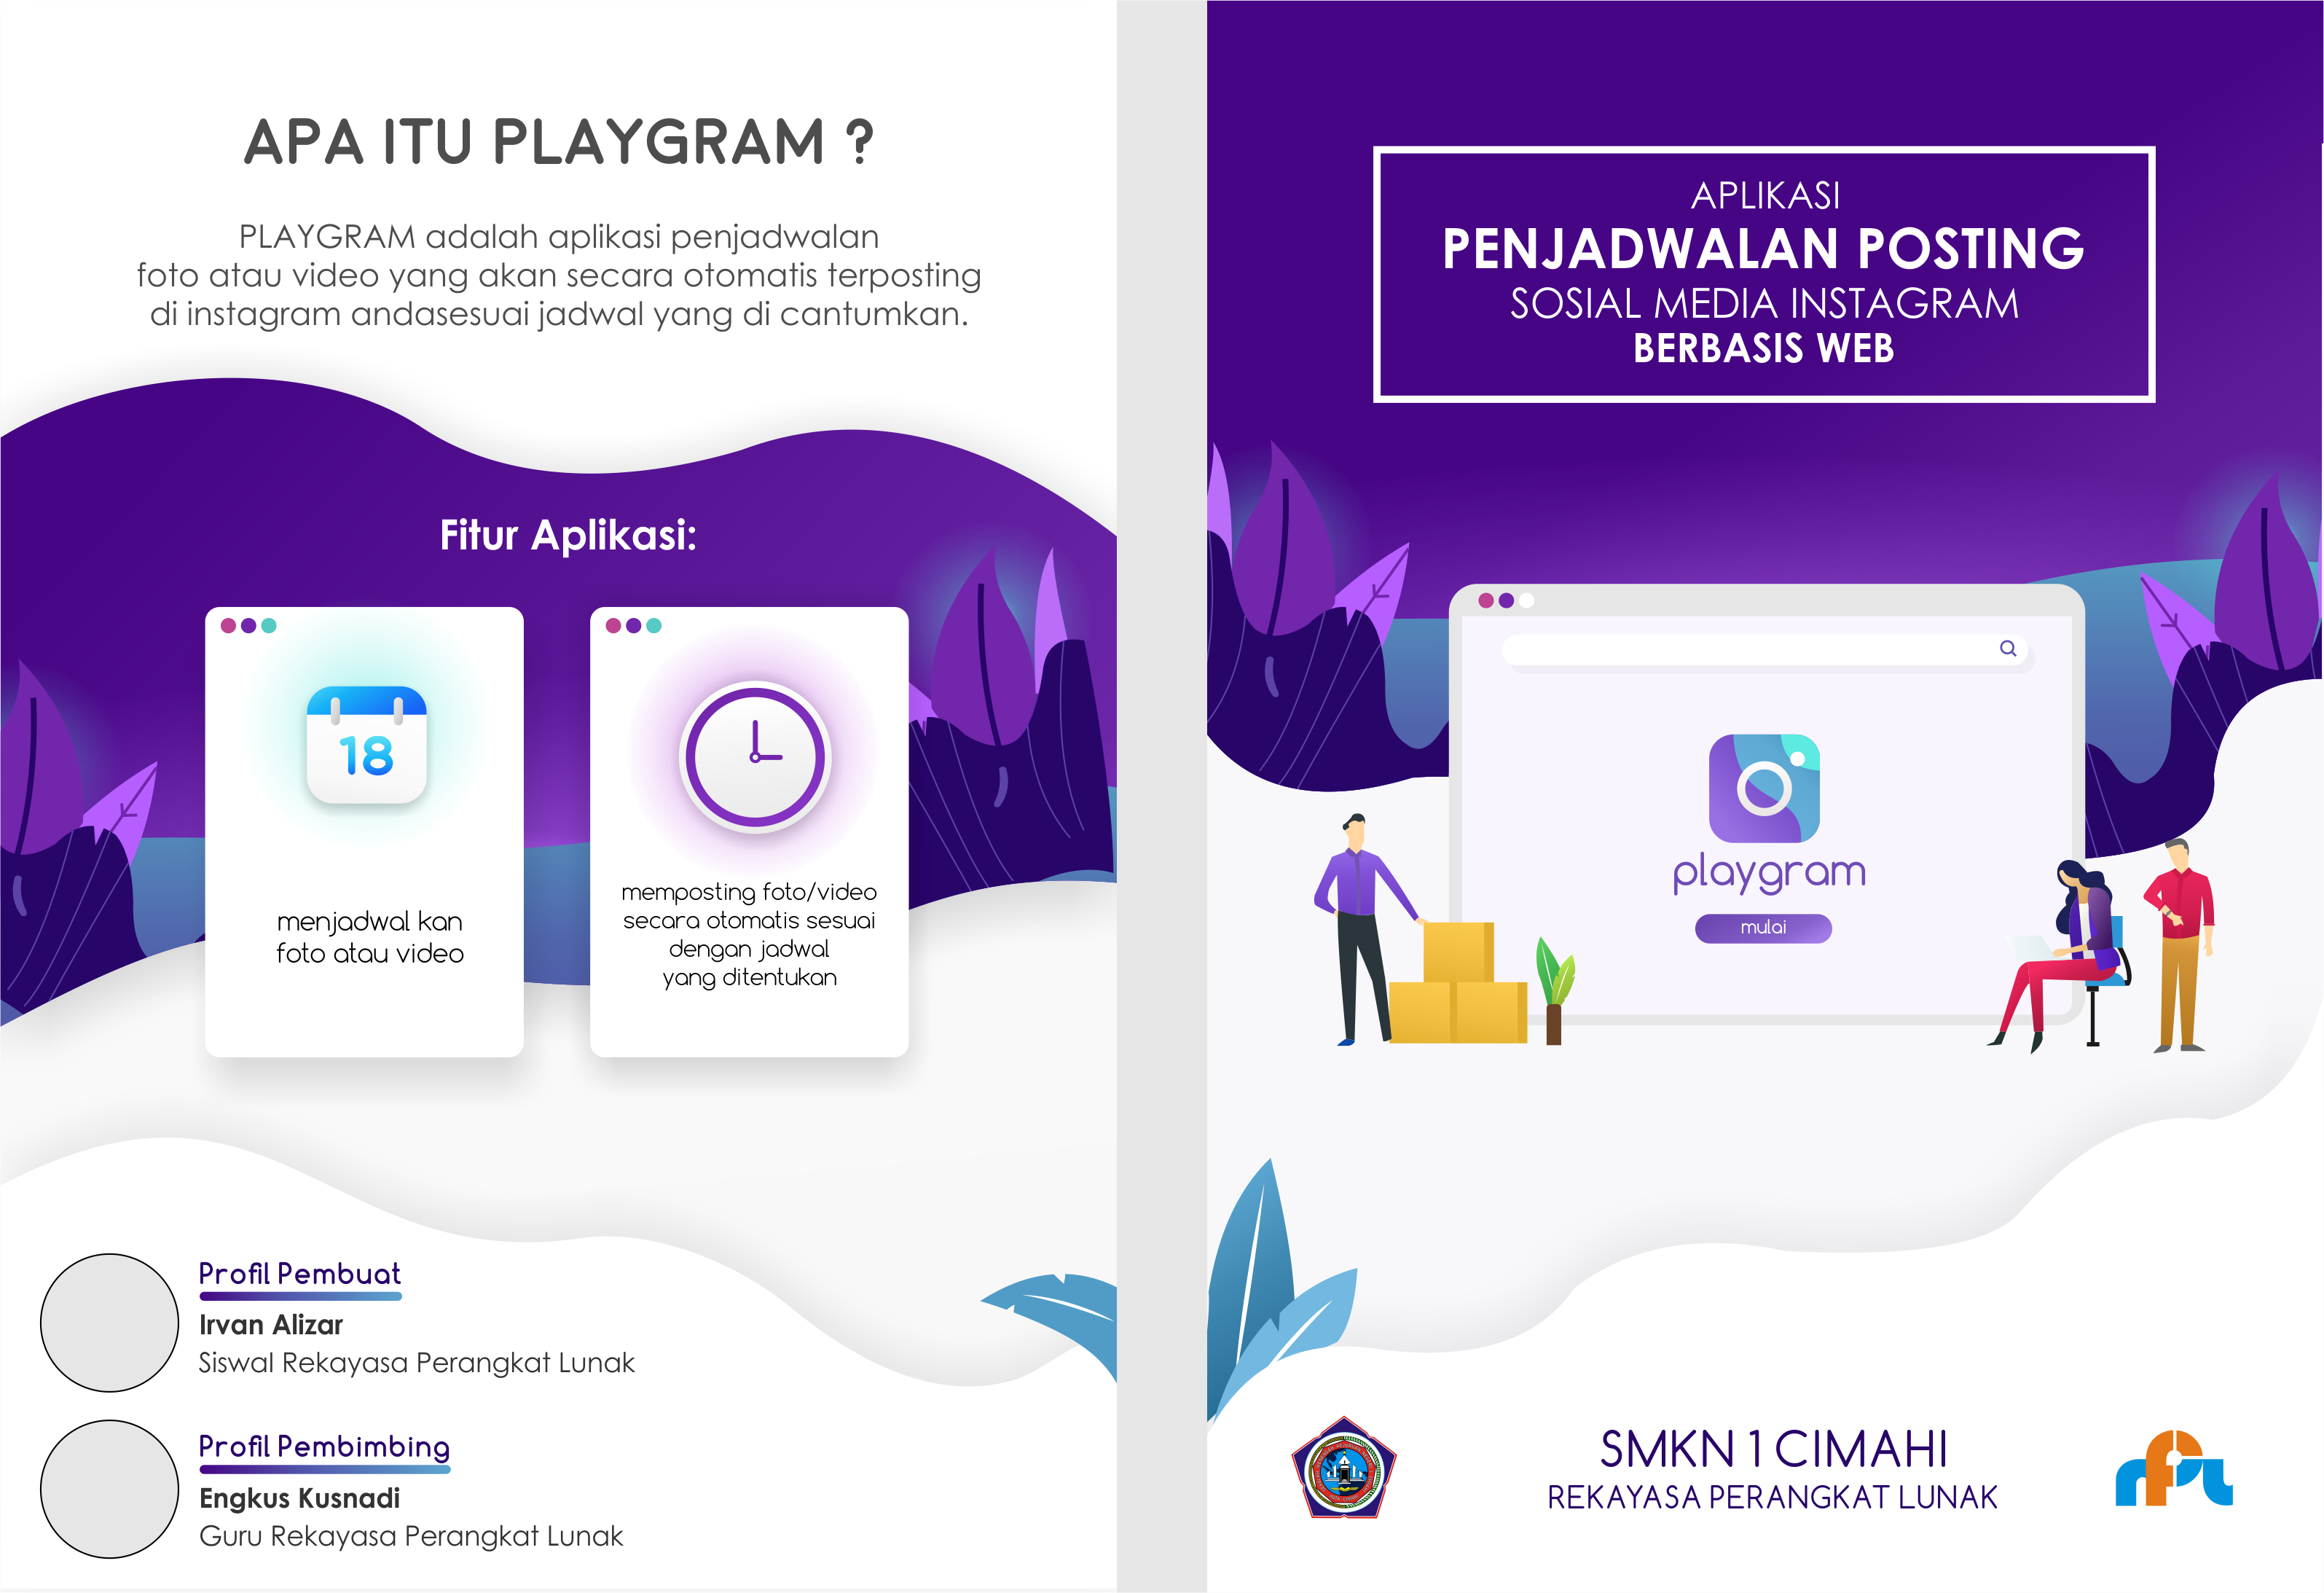 APA ITU PLAYGRAM ?
PLAYGRAM adalah aplikasi penjadwalan
foto atau video yang akan secara otomatis terposting
di instagram andasesuai jadwal yang di cantumkan.
Fitur Aplikasi:
18
menjadwal kan
foto atau video
memposting foto/video
secara otomatis sesuai
dengan jadwal
yang ditentukan
Profil Pembuat
Irvan Alizar
SiswaI Rekayasa Perangkat Lunak
Profil Pembimbing
Engkus Kusnadi
Guru Rekayasa Perangkat Lunak
APLIKASI
PENJADWALAN POSTING
SOSIAL MEDIA INSTAGRAM
BERBASIS WEB
playgram
mulai
SMKN 1 CIMAHI
REKAYASA PERANGKAT LUNAK
rpl